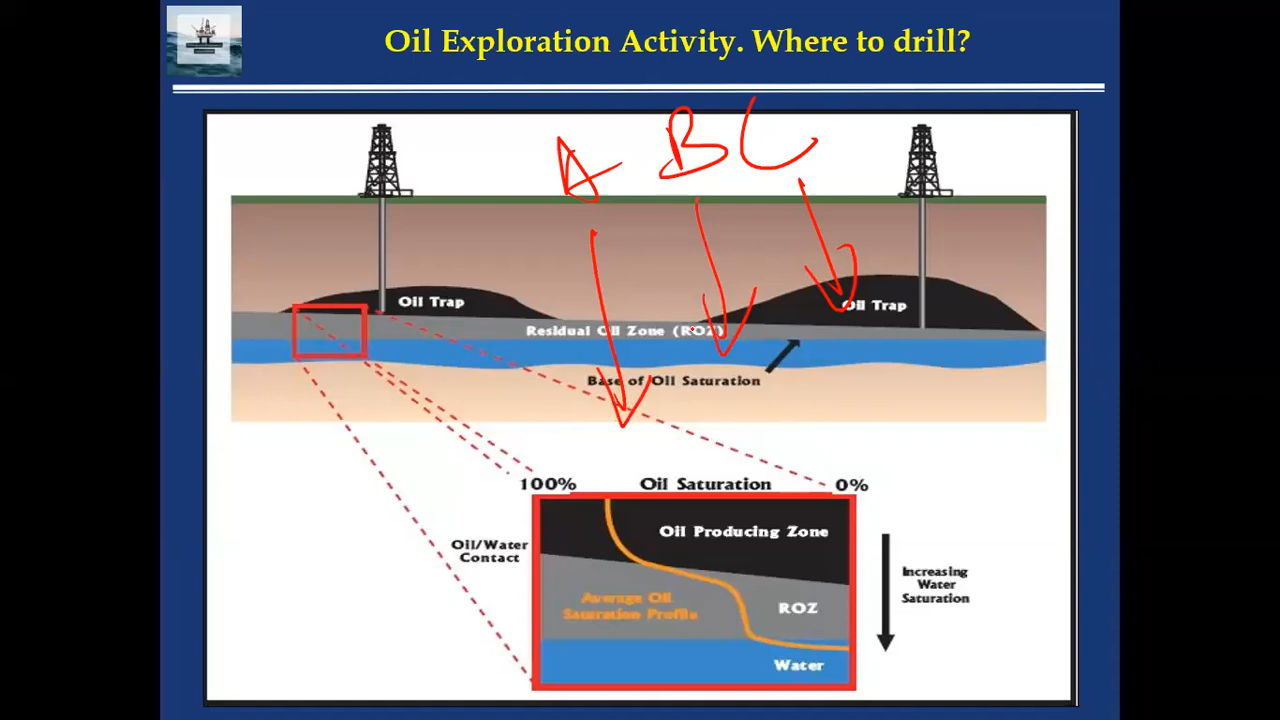 Oil Exploration Activity. Where to drill?
A B C
Oil Trap
Oil Trap
Residual Oil Zone (ROZ)
Base of Oil Saturation
100% Oil Saturation 0%
Oil Producing Zone
Oil/Water
Contact
Increasing
Water
Saturation
Average Oil
Saturation Profile
ROZ
Water